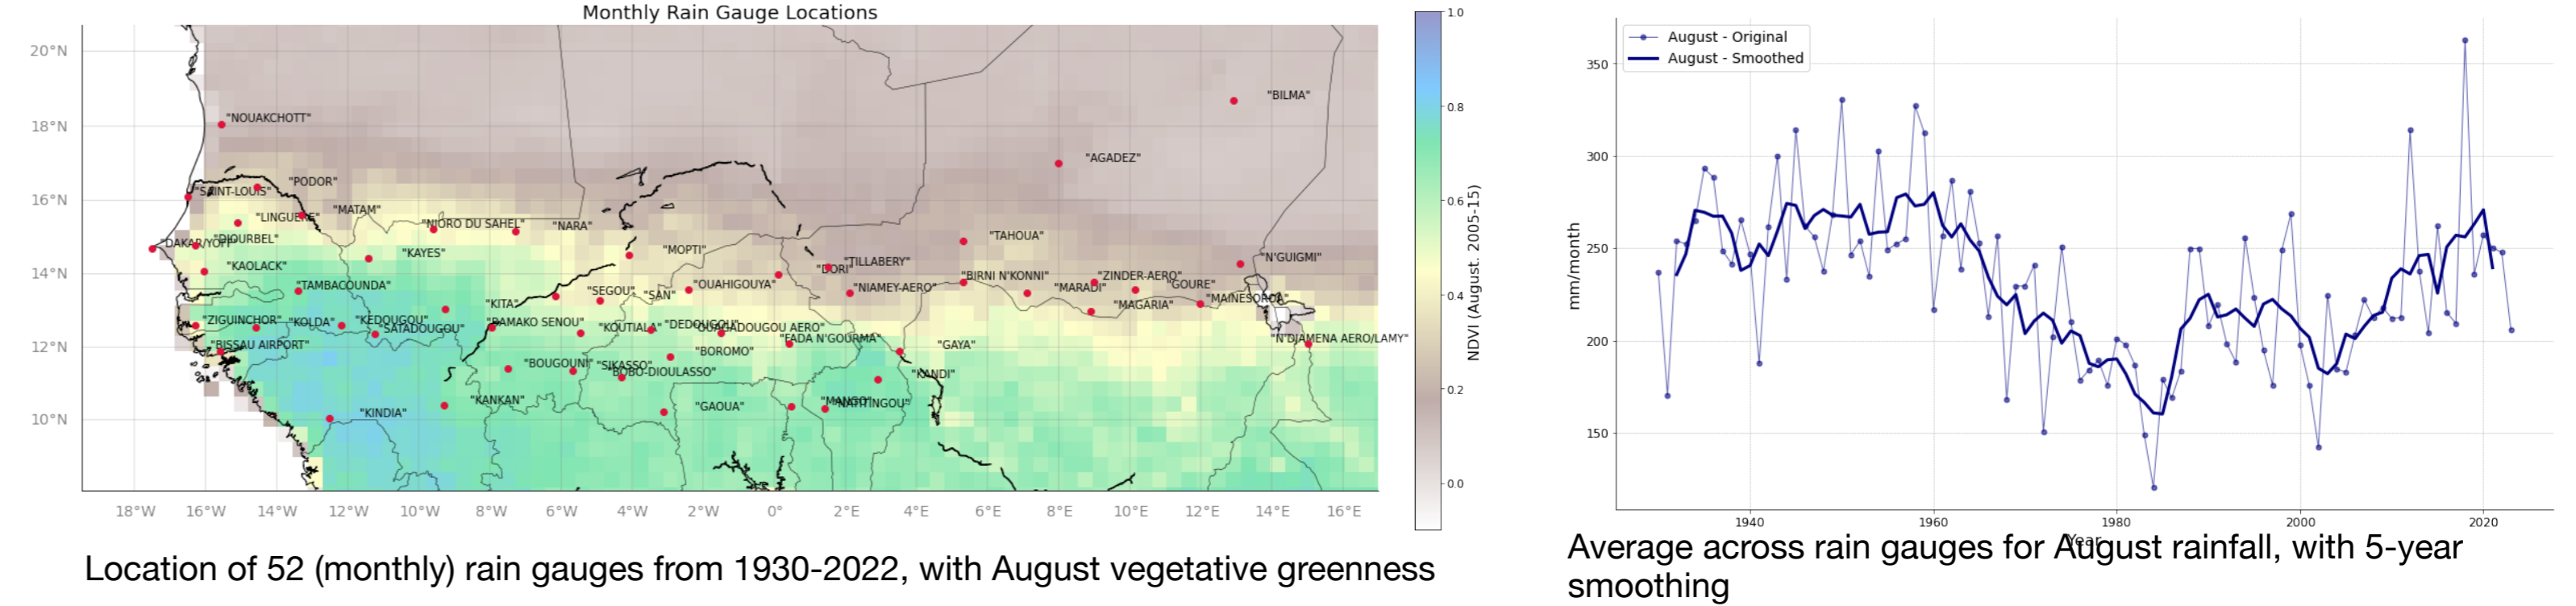 Monthly Rain Gauge Locations
20°N
18°N
16°N
14°N
12°N
10°N
18°W 16°W 14°W 12°W 10°W 8°W 6°W 4°W 2°W 0° 2°E 4°E 6°E 8°E 10°E 12°E 14°E 16°E
"BILMA"
"NOUAKCHOTT"
"AGADEZ"
"PODOR"
"SAINT-LOUIS"
"MATAM"
"LINGUERE"
"NIORO DU SAHEL"
"NARA"
"TAHOUA"
"DIOURBEL"
"DAKAR/YOFF"
"KAYES"
"MOPTI"
"TILLABERY"
"N'GUIGMI"
"KAOLACK"
"DORI"
"BIRNI N'KONNI"
"ZINDER-AERO"
"TAMBACOUNDA"
"OUAHIGOUYA"
"NIAMEY-AERO"
"MARADI"
"GOURE"
"SEGOU"
"SAN"
"KITA"
"MAGARIA"
"MAINESOROA"
"ZIGUINCHOR"
"KOLDA"
"KEDOUGOU"
"SATADOUGOU"
"BAMAKO SENOU"
"KOUTIALA"
"DEDOUGOU"
"OUAGADOUGOU AERO"
"FADA N'GOURMA"
"N'DJAMENA AERO/LAMY"
"BISSAU AIRPORT"
"BOROMO"
"GAYA"
"BOUGOUNI"
"SIKASSO"
"BOBO-DIOULASSO"
"KANDI"
"KANKAN"
"GAOUA"
"MANGO"
"NATITINGOU"
"KINDIA"
1.0
0.8
0.6
0.4
0.2
0.0
NDVI (August. 2005-15)
Location of 52 (monthly) rain gauges from 1930-2022, with August vegetative greenness
August - Original
August - Smoothed
350
300
250
200
150
mm/month
1940 1960 1980 2000 2020
Year
Average across rain gauges for August rainfall, with 5-year
smoothing